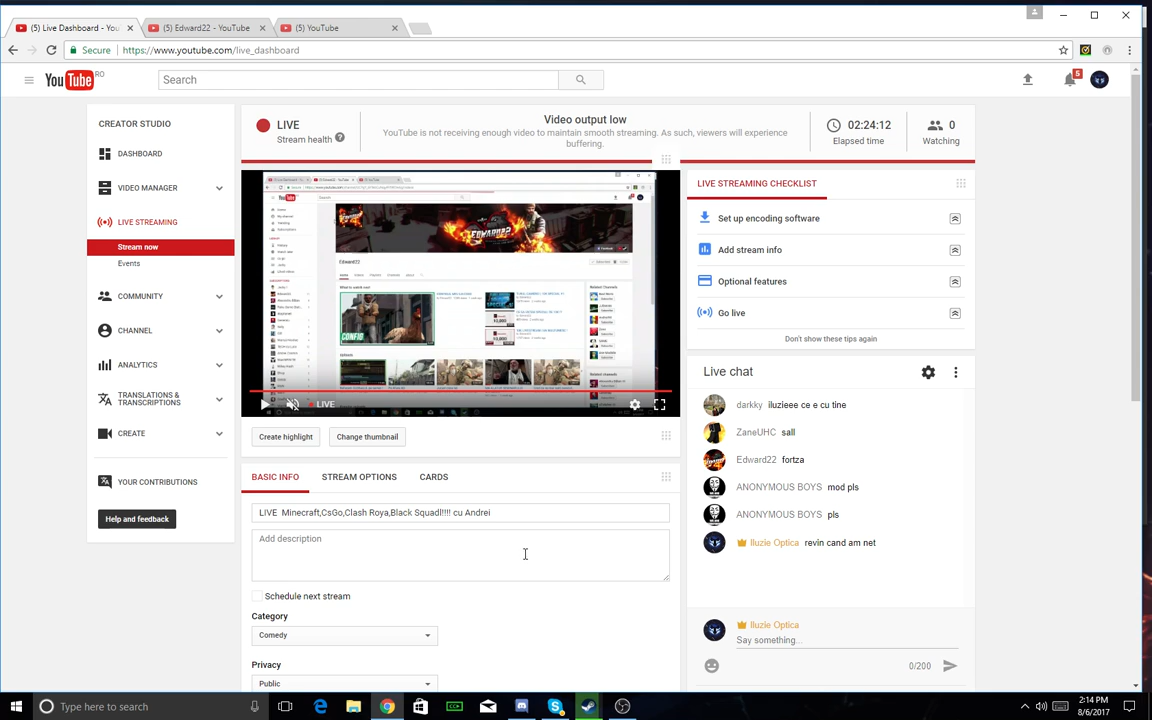 (5) Live Dashboard - You
(5) Edward22 - YouTube
(5) YouTube
Secure
https://www.youtube.com/live_dashboard
YouTube RO
Search
5
CREATOR STUDIO
DASHBOARD
VIDEO MANAGER
LIVE STREAMING
Stream now
Events
COMMUNITY
CHANNEL
ANALYTICS
TRANSLATIONS &
TRANSCRIPTIONS
CREATE
YOUR CONTRIBUTIONS
Help and feedback
LIVE
Stream health
Video output low
YouTube is not receiving enough video to maintain smooth streaming. As such, viewers will experience
buffering.
02:24:12
Elapsed time
0
Watching
Edward22
CONFIG
LIVE
Create highlight
Change thumbnail
BASIC INFO
STREAM OPTIONS
CARDS
LIVE Minecraft,CsGo,Clash Roya,Black Squadl!!!! cu Andrei
Add description
Schedule next stream
Category
Comedy
Privacy
Public
LIVE STREAMING CHECKLIST
Set up encoding software
Add stream info
Optional features
Go live
Don't show these tips again
Live chat
darkky iluzieee ce e cu tine
ZaneUHC sall
Edward22 fortza
ANONYMOUS BOYS mod pls
ANONYMOUS BOYS pls
Iluzie Optica revin cand am net
Iluzie Optica
Say something...
0/200
Type here to search
2:14 PM
8/6/2017